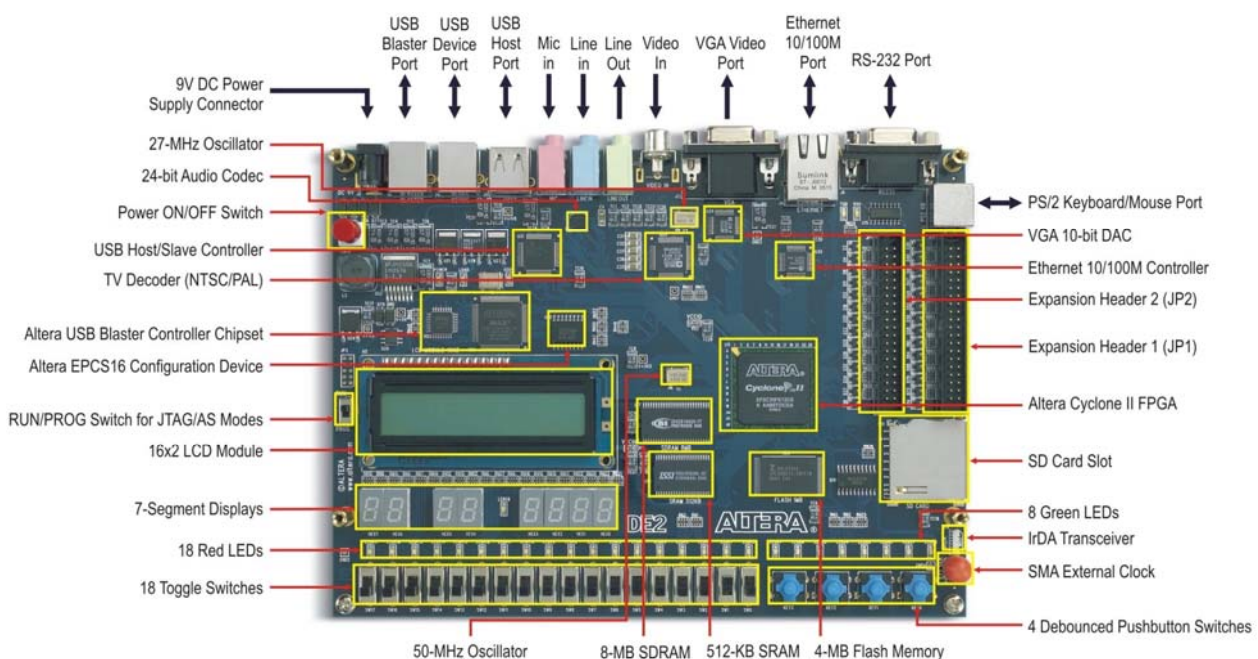 USB
Blaster
Port
USB
Device
Port
USB
Host
Port
Mic
in
Line
in
Line
Out
Video
In
VGA Video
Port
Ethernet
10/100M
Port
RS-232 Port
9V DC Power
Supply Connector
27-MHz Oscillator
24-bit Audio Codec
Power ON/OFF Switch
USB Host/Slave Controller
TV Decoder (NTSC/PAL)
Altera USB Blaster Controller Chipset
Altera EPCS16 Configuration Device
RUN/PROG Switch for JTAG/AS Modes
16x2 LCD Module
7-Segment Displays
18 Red LEDs
18 Toggle Switches
PS/2 Keyboard/Mouse Port
VGA 10-bit DAC
Ethernet 10/100M Controller
Expansion Header 2 (JP2)
Expansion Header 1 (JP1)
Altera Cyclone II FPGA
SD Card Slot
8 Green LEDs
IrDA Transceiver
SMA External Clock
4 Debounced Pushbutton Switches
50-MHz Oscillator
8-MB SDRAM
512-KB SRAM
4-MB Flash Memory
VIDEO IN
Sumlink
ALTERA
Cyclone II
DE2
ALTERA